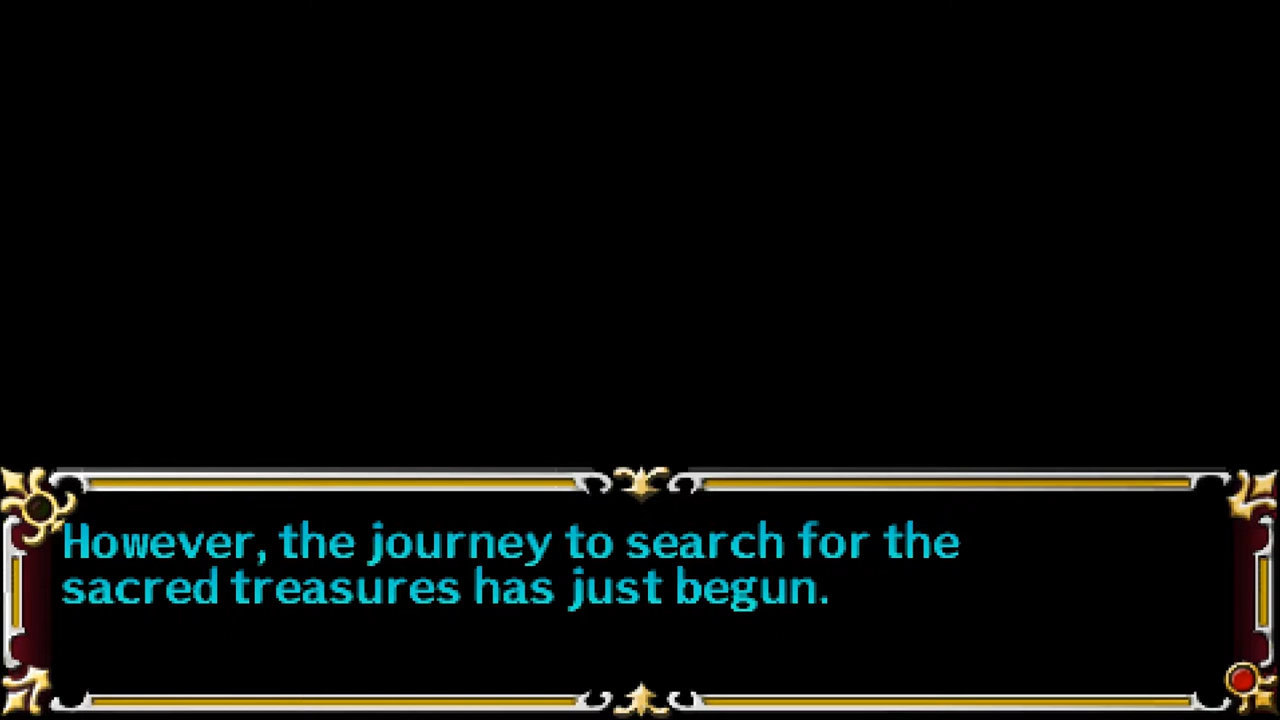 However, the journey to search for the
sacred treasures has just begun.